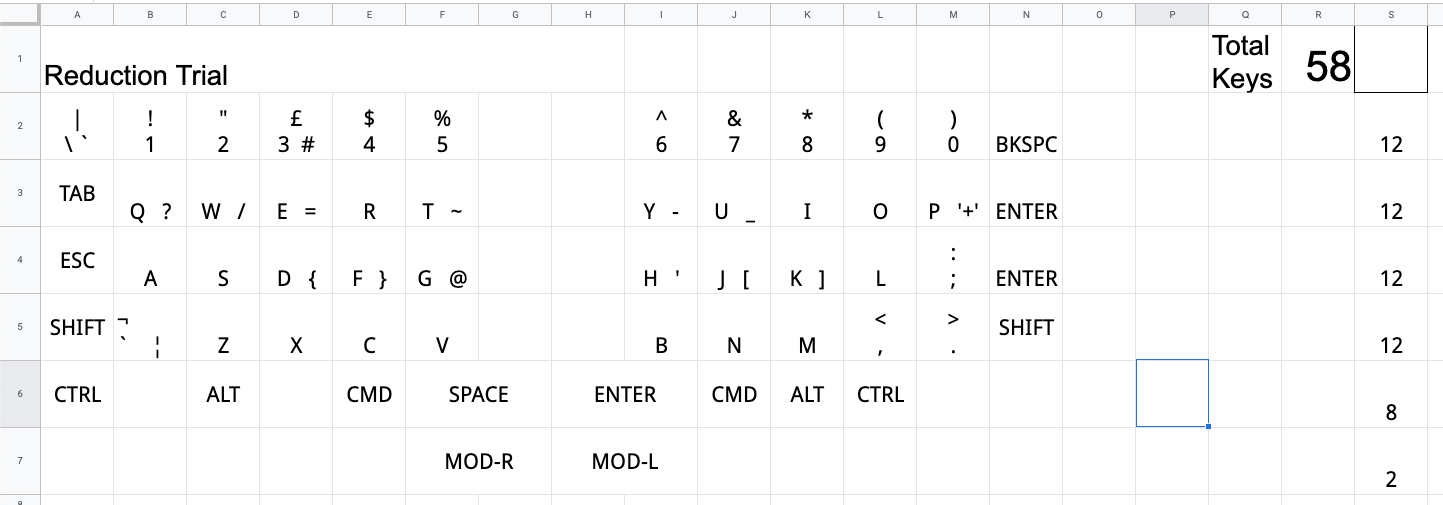 A B C D E F G H I J K L M N O P Q R S
1 Reduction Trial Total Keys 58
2 | ! " £ $ % ^ & * ( )
\ ` 1 2 3 # 4 5 6 7 8 9 0 BKSPC 12
3 TAB
Q ? W / E = R T ~ Y - U _ I O P '+' ENTER 12
4 ESC :
A S D { F } G @ H ' J [ K ] L ; ENTER 12
5 SHIFT ¬ < > SHIFT
` ¦ Z X C V B N M , . 12
6 CTRL ALT CMD SPACE ENTER CMD ALT CTRL 8
7 MOD-R MOD-L 2